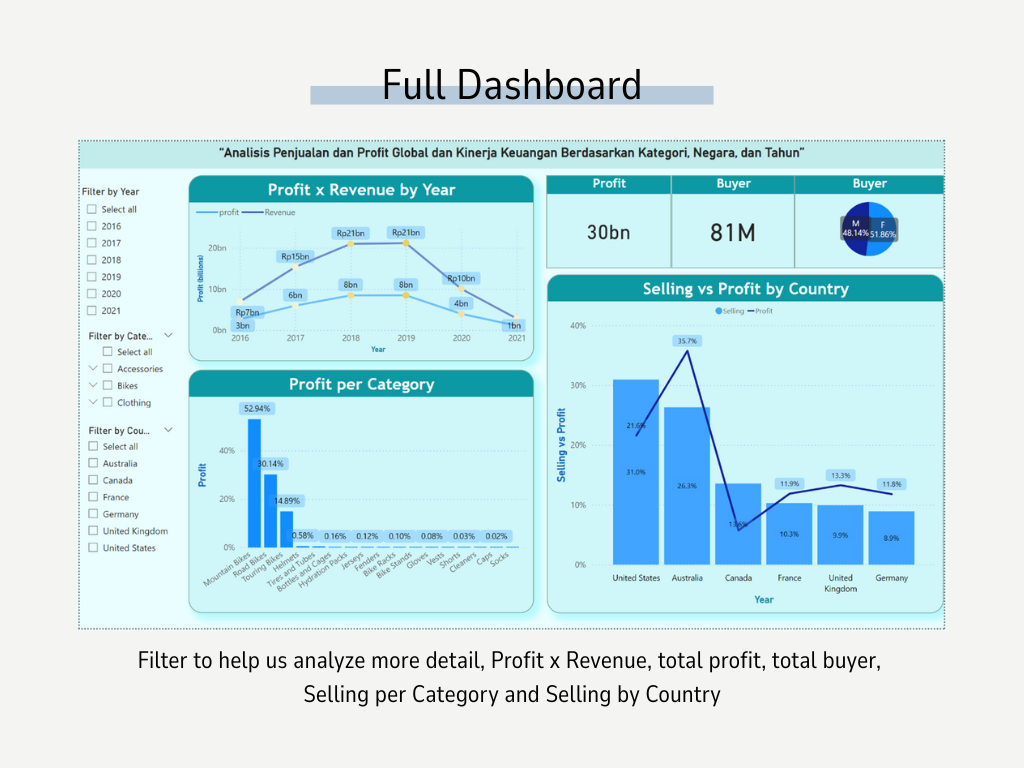 Full Dashboard
“Analisis Penjualan dan Profit Global dan Kinerja Keuangan Berdasarkan Kategori, Negara, dan Tahun”
Filter by Year
Select all
2016
2017
2018
2019
2020
2021
Filter by Cate...
Select all
Accessories
Bikes
Clothing
Filter by Cou...
Select all
Australia
Canada
France
Germany
United Kingdom
United States
Profit x Revenue by Year
profit Revenue
Profit (billions)
20bn
10bn
0bn
Rp7bn
Rp15bn
Rp21bn
Rp21bn
Rp10bn
3bn
6bn
8bn
8bn
4bn
1bn
2016 2017 2018 2019 2020 2021
Year
Profit per Category
Profit
40%
20%
0%
52.94%
30.14%
14.89%
0.58%
0.16%
0.12%
0.10%
0.08%
0.03%
0.02%
Mountain Bikes
Road Bikes
Touring Bikes
Helmets
Tires and Tubes
Bottles and Cages
Hydration Packs
Jerseys
Fenders
Bike Racks
Bike Stands
Gloves
Vests
Shorts
Cleaners
Caps
Socks
Profit
30bn
Buyer
81M
Buyer
M
48.14%
F
51.86%
Selling vs Profit by Country
Selling Profit
Selling vs Profit
40%
30%
20%
10%
0%
21.6%
35.7%
11.9%
13.3%
11.8%
31.0%
26.3%
10.3%
9.9%
8.9%
United States
Australia
Canada
France
United
Kingdom
Germany
Year
Filter to help us analyze more detail, Profit x Revenue, total profit, total buyer,
Selling per Category and Selling by Country